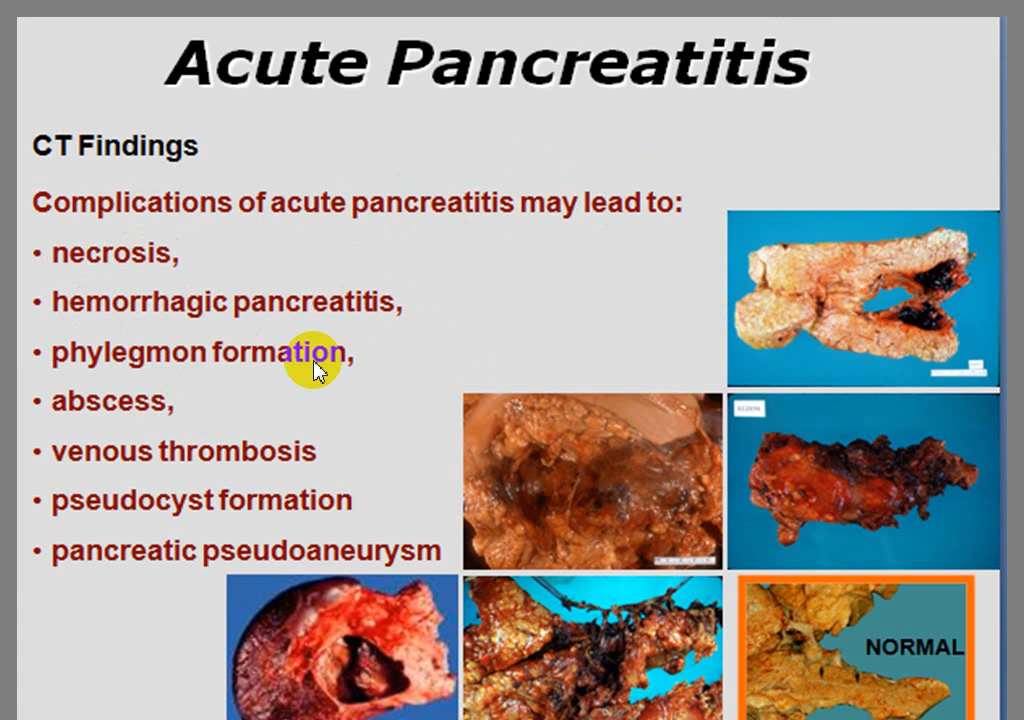 Acute Pancreatitis
CT Findings
Complications of acute pancreatitis may lead to:
• necrosis,
• hemorrhagic pancreatitis,
• phylegmon formation,
• abscess,
• venous thrombosis
• pseudocyst formation
• pancreatic pseudoaneurysm
NORMAL